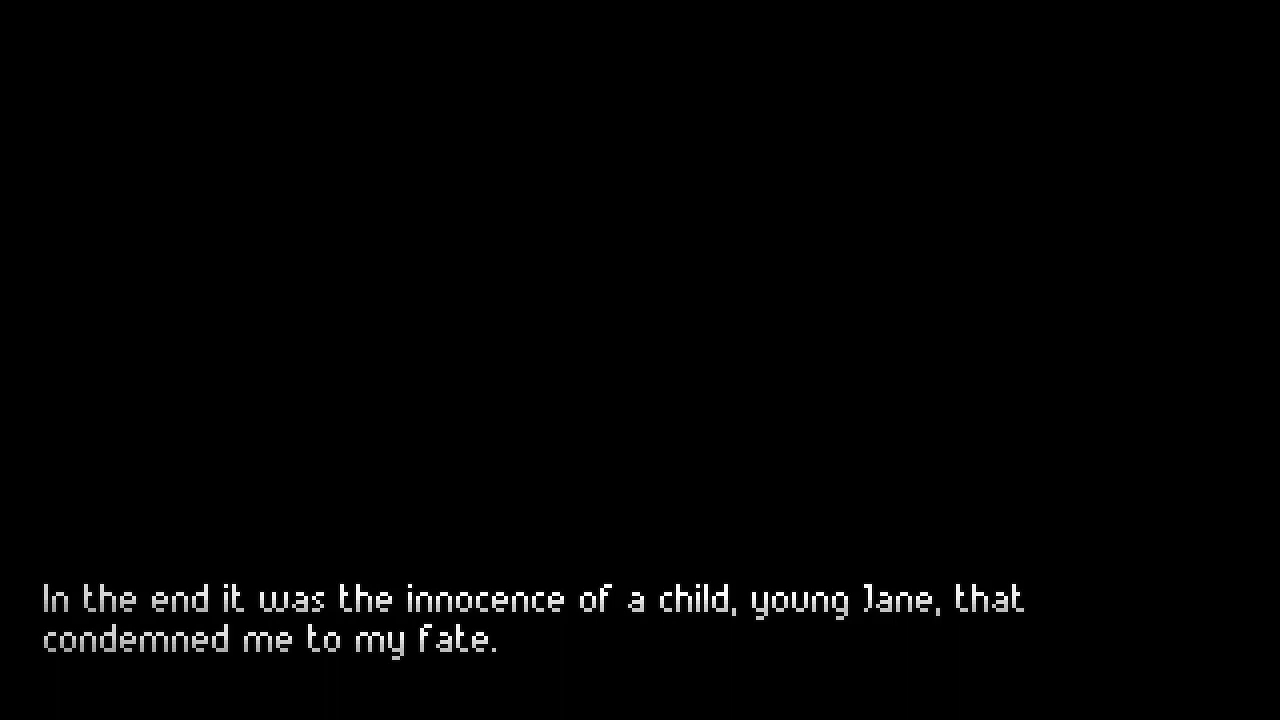 In the end it was the innocence of a child, young Jane, that
condemned me to my fate.